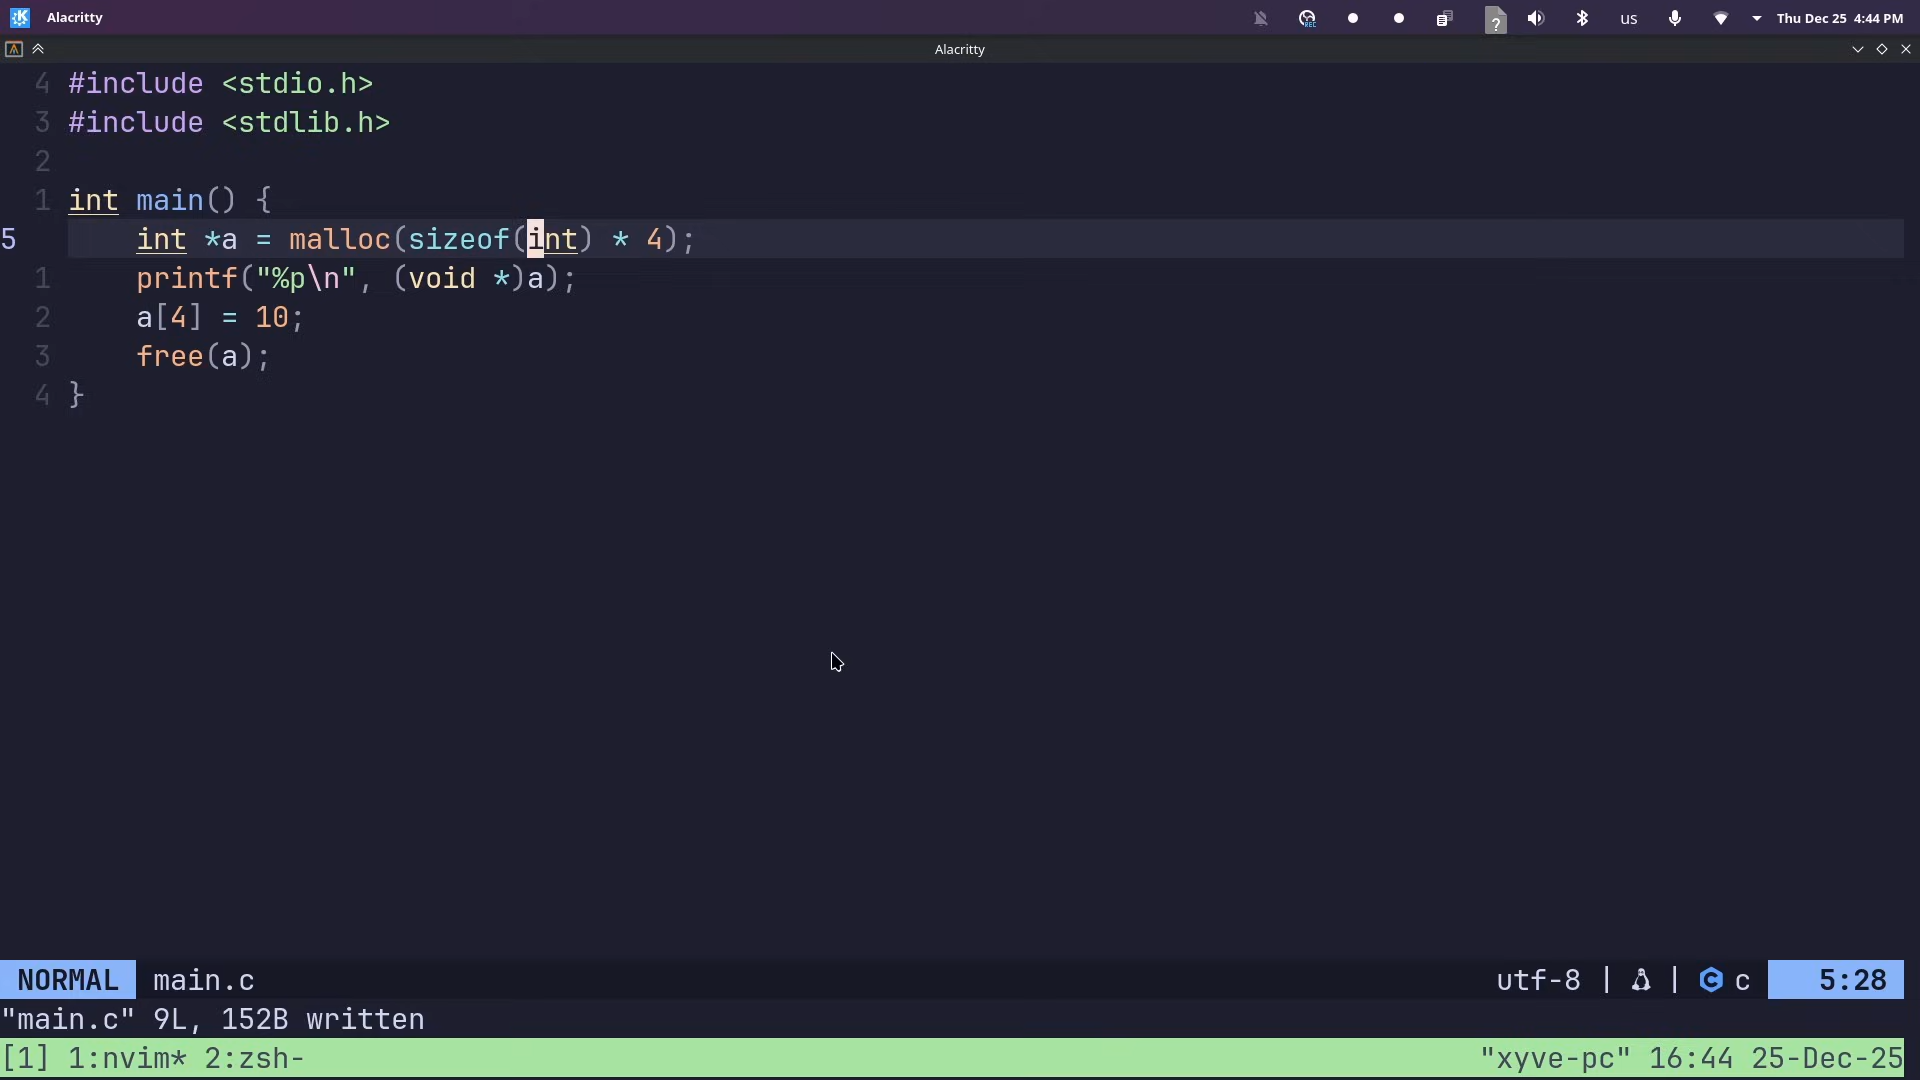 Alacritty
us
Thu Dec 25 4:44 PM
Alacritty
4 #include <stdio.h>
3 #include <stdlib.h>
2
1 int main() {
5 int *a = malloc(sizeof(int) * 4);
1 printf("%p\n", (void *)a);
2 a[4] = 10;
3 free(a);
4 }
NORMAL main.c utf-8 | | C c 5:28
"main.c" 9L, 152B written
[1] 1:nvim* 2:zsh- "xyve-pc" 16:44 25-Dec-25